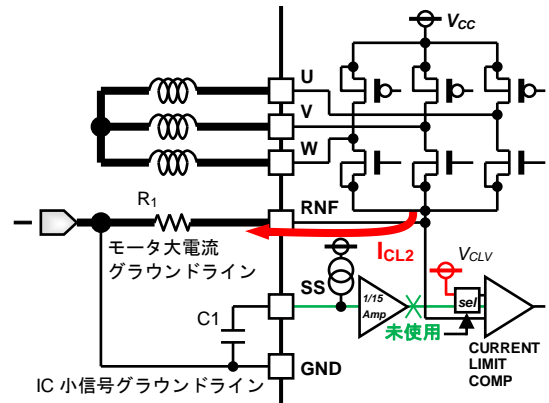 VCC
U
V
W
R1
RNF
モータ大電流
グラウンドライン
ICL2
SS
VCLV
C1
1/15
Amp
sel
未使用
GND
CURRENT
LIMIT
COMP
IC 小信号グラウンドライン